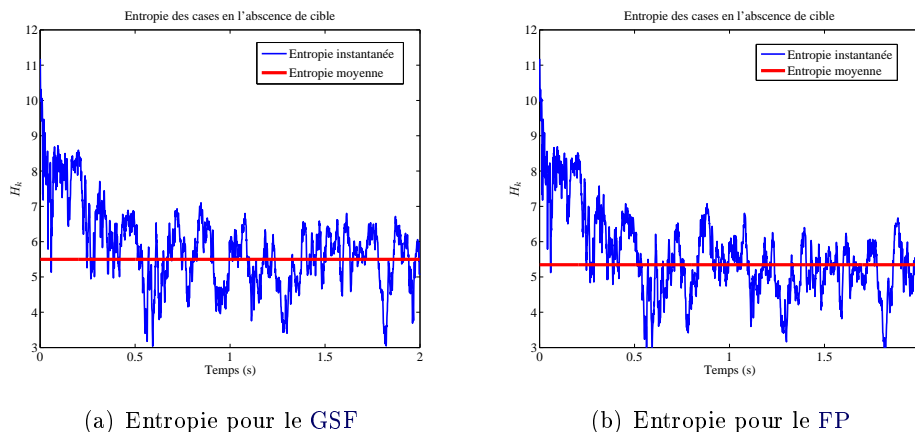 Entropie des cases en l'abscence de cible
Entropie instantanée
Entropie moyenne
12
11
10
9
8
7
6
5
4
3
H_k
0
0.5
1
1.5
2
Temps (s)
(a) Entropie pour le GSF
Entropie des cases en l'abscence de cible
Entropie instantanée
Entropie moyenne
12
11
10
9
8
7
6
5
4
3
H_k
0
0.5
1
1.5
2
Temps (s)
(b) Entropie pour le FP